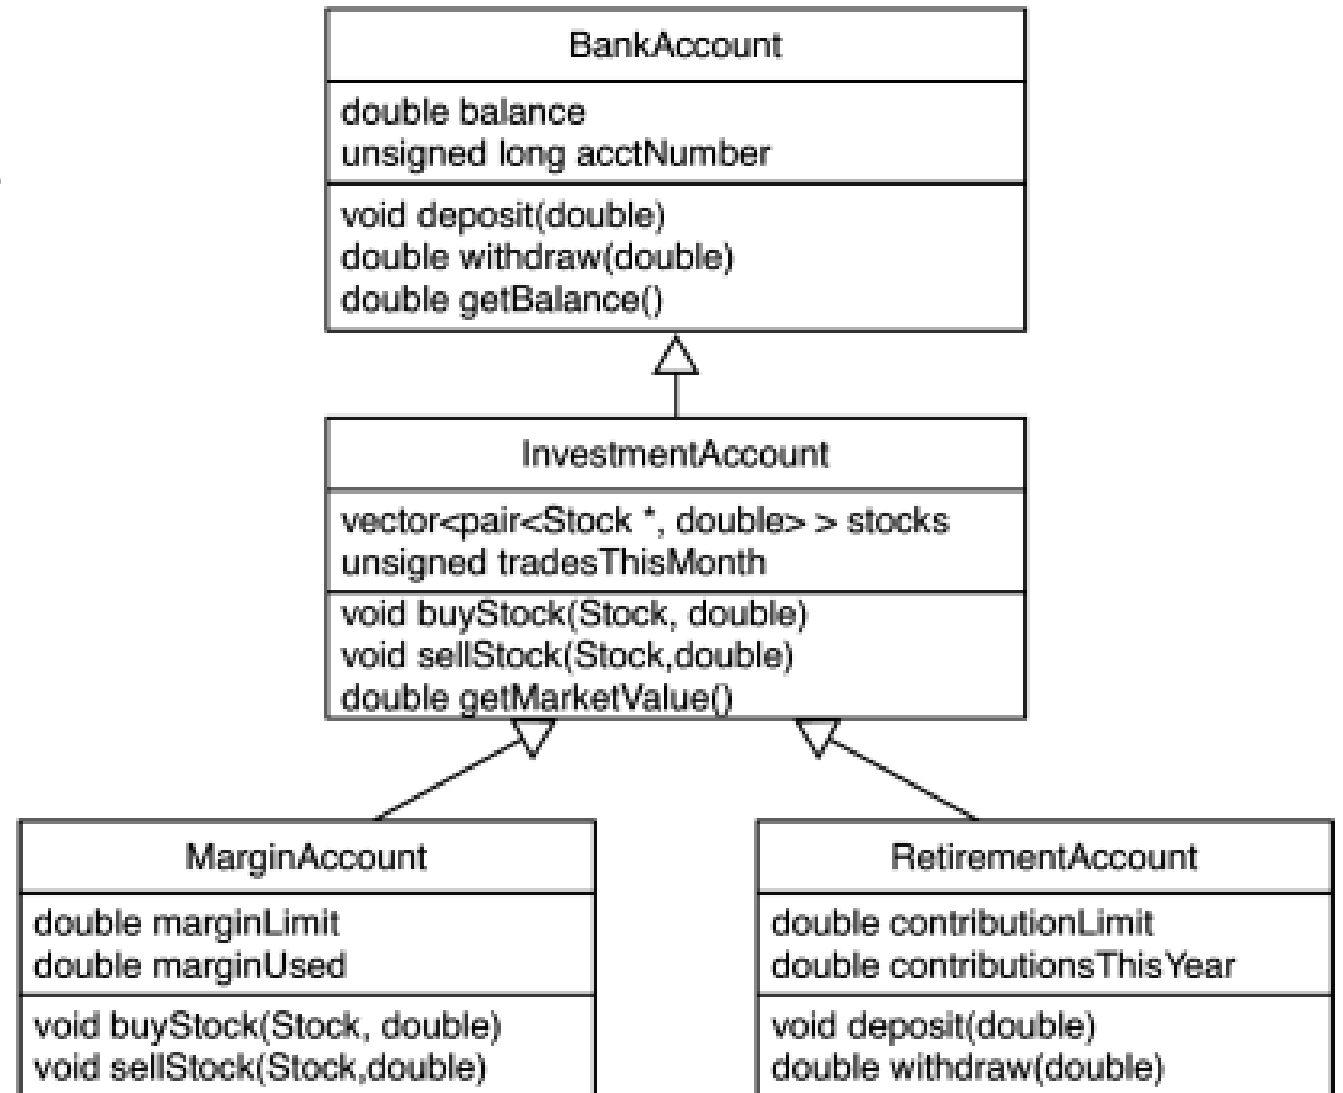 BankAccount
double balance
unsigned long acctNumber
void deposit(double)
double withdraw(double)
double getBalance()
InvestmentAccount
vector<pair<Stock *, double> > stocks
unsigned tradesThisMonth
void buyStock(Stock, double)
void sellStock(Stock,double)
double getMarketValue()
MarginAccount
double marginLimit
double marginUsed
void buyStock(Stock, double)
void sellStock(Stock,double)
RetirementAccount
double contributionLimit
double contributionsThisYear
void deposit(double)
double withdraw(double)